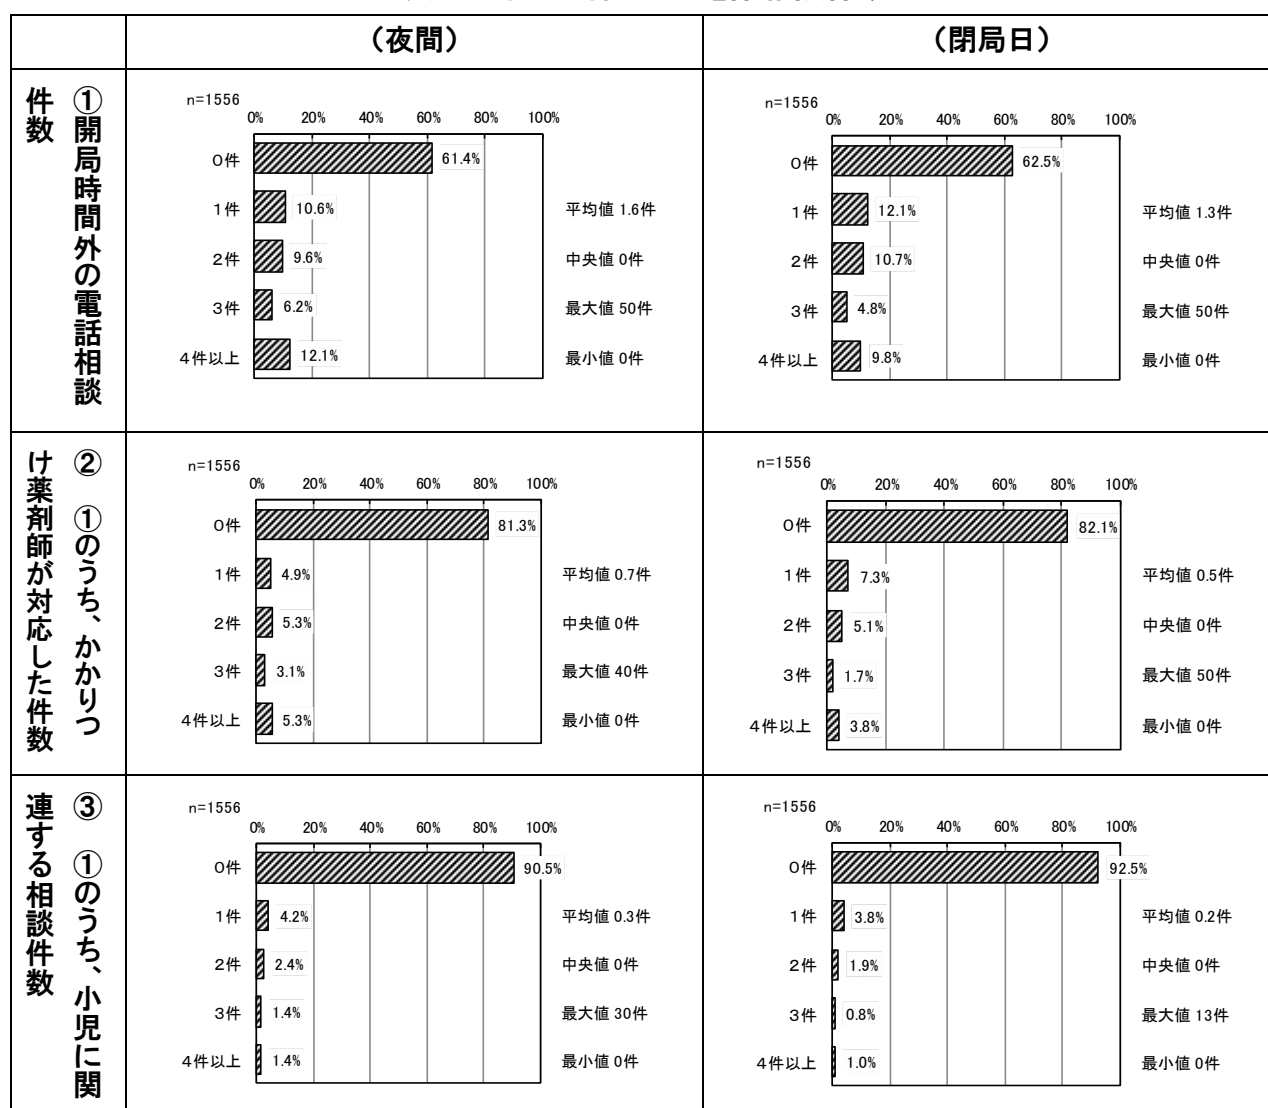 （夜間）
（閉局日）
①開局時間外の電話相談
件数
n=1556
0% 20% 40% 60% 80% 100%
０件 61.4%
１件 10.6%
２件 9.6%
３件 6.2%
４件以上 12.1%
平均値 1.6件
中央値 0件
最大値 50件
最小値 0件
n=1556
0% 20% 40% 60% 80% 100%
０件 62.5%
１件 12.1%
２件 10.7%
３件 4.8%
４件以上 9.8%
平均値 1.3件
中央値 0件
最大値 50件
最小値 0件
② ①のうち、かかりつ
け薬剤師が対応した件数
n=1556
0% 20% 40% 60% 80% 100%
０件 81.3%
１件 4.9%
２件 5.3%
３件 3.1%
４件以上 5.3%
平均値 0.7件
中央値 0件
最大値 40件
最小値 0件
n=1556
0% 20% 40% 60% 80% 100%
０件 82.1%
１件 7.3%
２件 5.1%
３件 1.7%
４件以上 3.8%
平均値 0.5件
中央値 0件
最大値 50件
最小値 0件
③ ①のうち、小児に関
連する相談件数
n=1556
0% 20% 40% 60% 80% 100%
０件 90.5%
１件 4.2%
２件 2.4%
３件 1.4%
４件以上 1.4%
平均値 0.3件
中央値 0件
最大値 30件
最小値 0件
n=1556
0% 20% 40% 60% 80% 100%
０件 92.5%
１件 3.8%
２件 1.9%
３件 0.8%
４件以上 1.0%
平均値 0.2件
中央値 0件
最大値 13件
最小値 0件